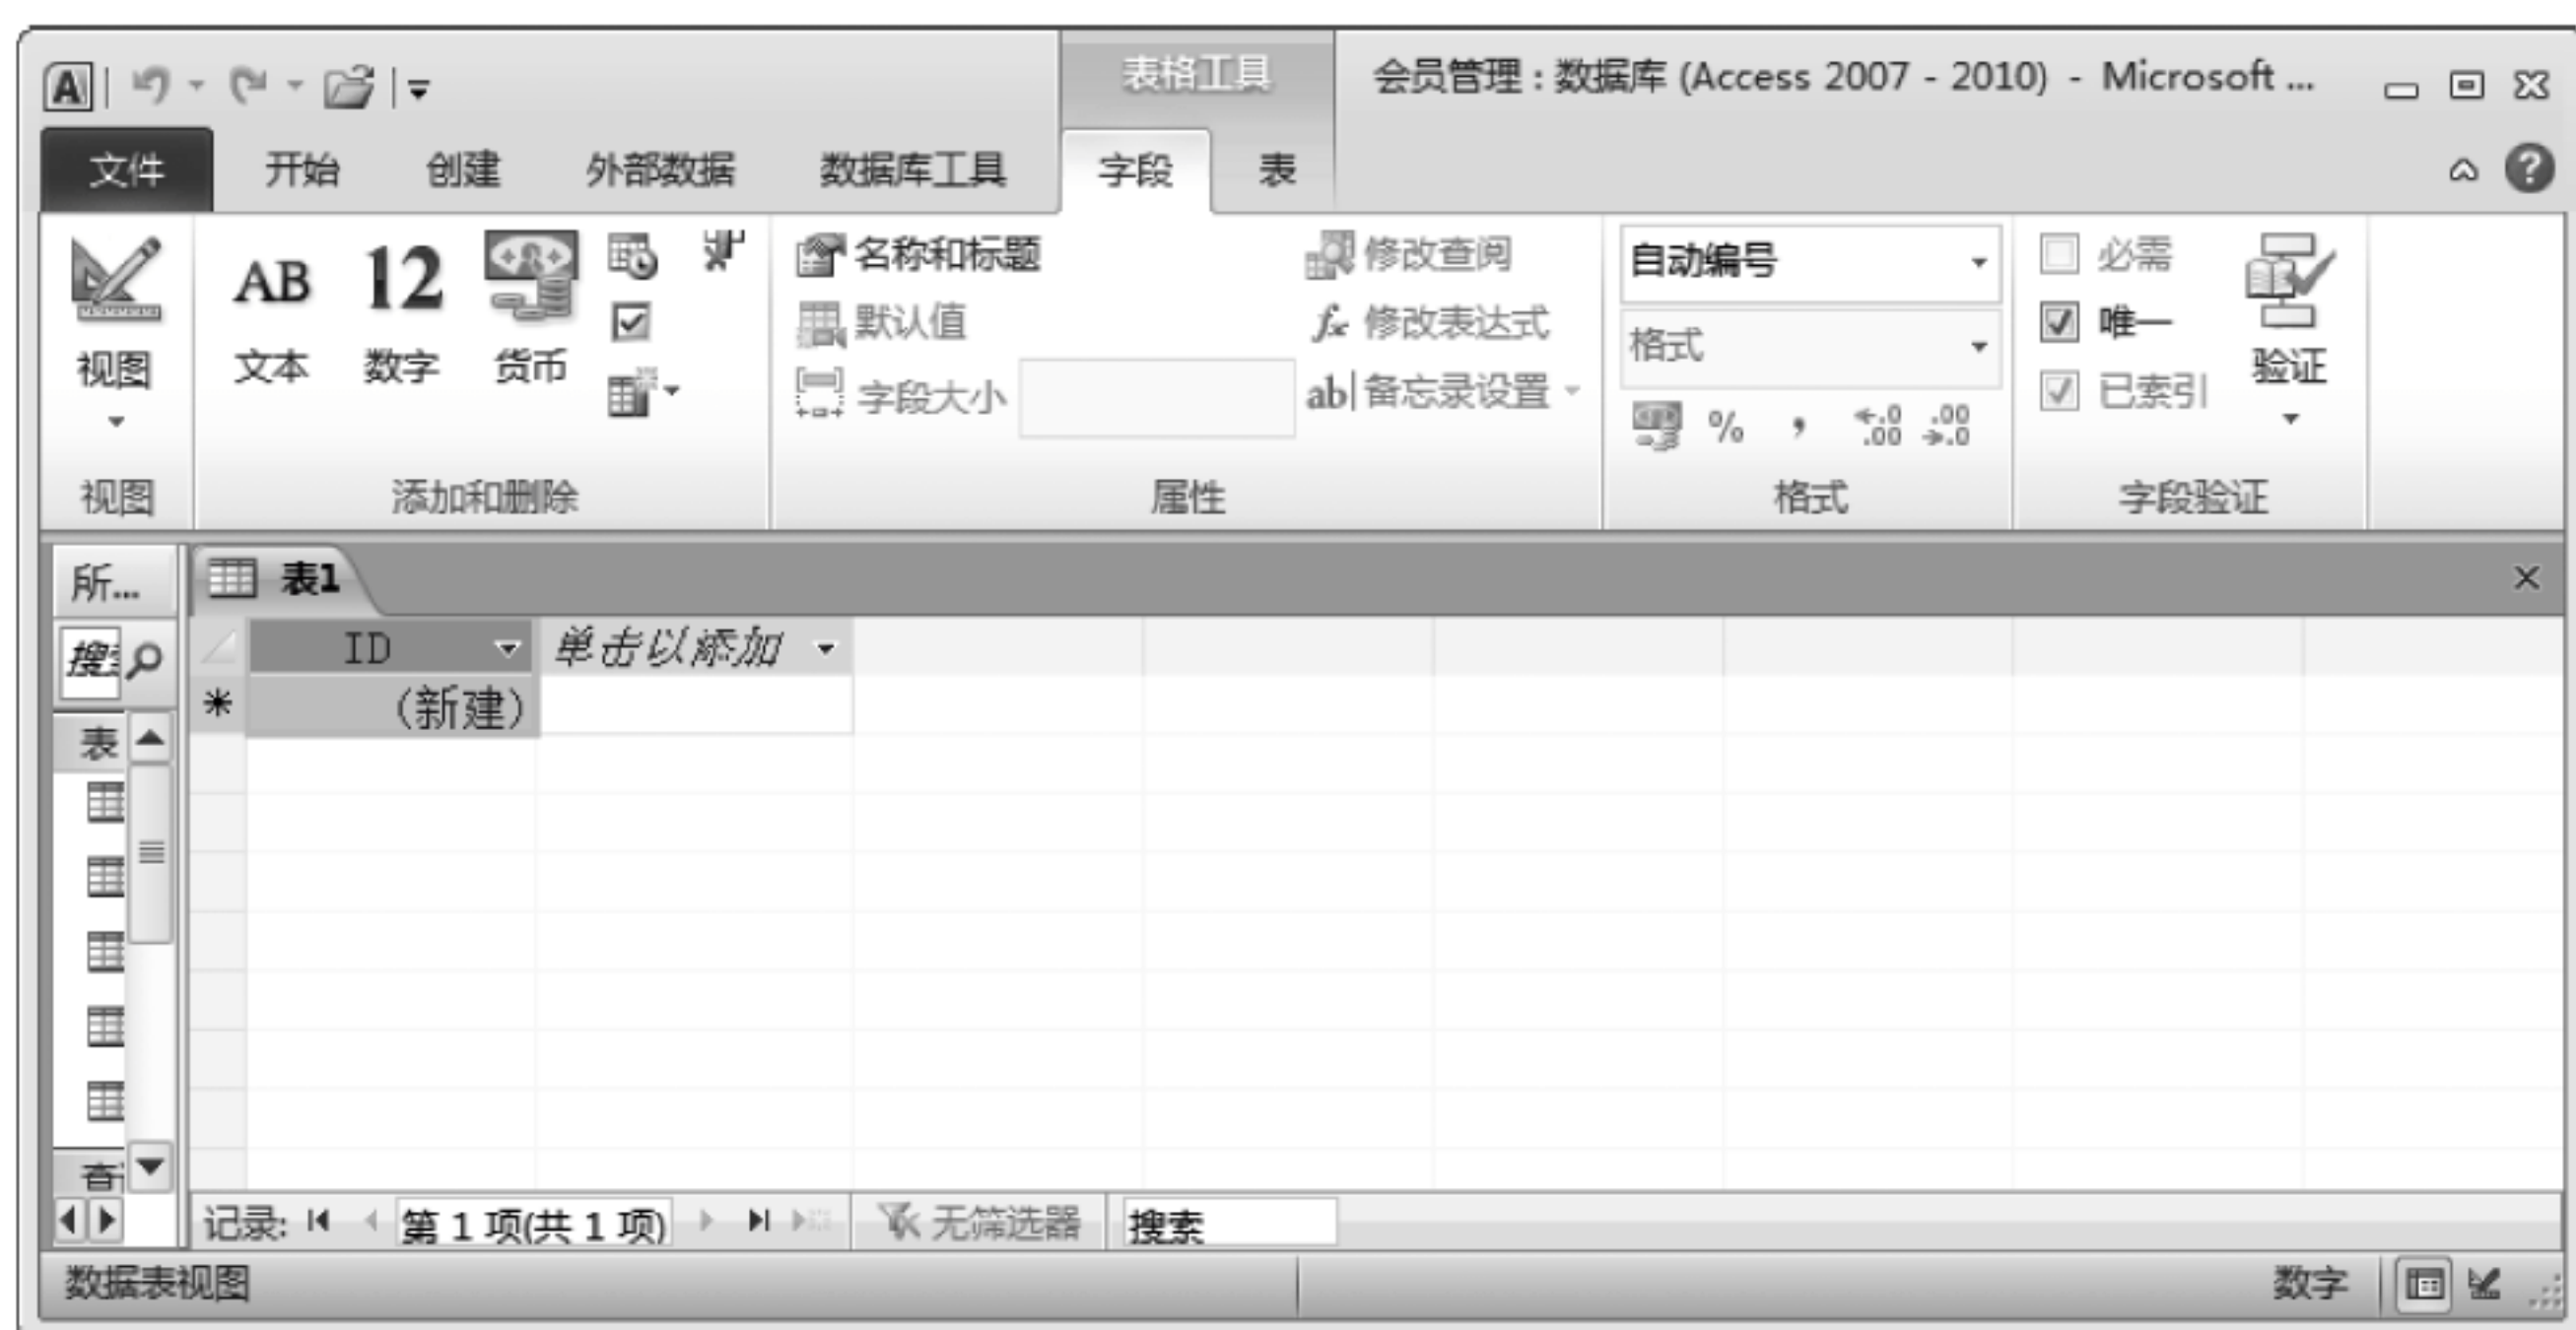 表格工具
会员管理：数据库 (Access 2007 - 2010) - Microsoft ...
文件 开始 创建 外部数据 数据库工具 字段 表
AB 12 名称和标题 修改查阅 自动编号 必需
默认值 fx 修改表达式 格式 唯一
视图 文本 数字 货币 字段大小 ab| 备忘录设置 % , .0 .00 .00 .0 已索引 验证
视图 添加和删除 属性 格式 字段验证
所... 表1
ID 单击以添加
* (新建)
表
记录: 第 1 项(共 1 项) 无筛选器 搜索
数据表视图 数字